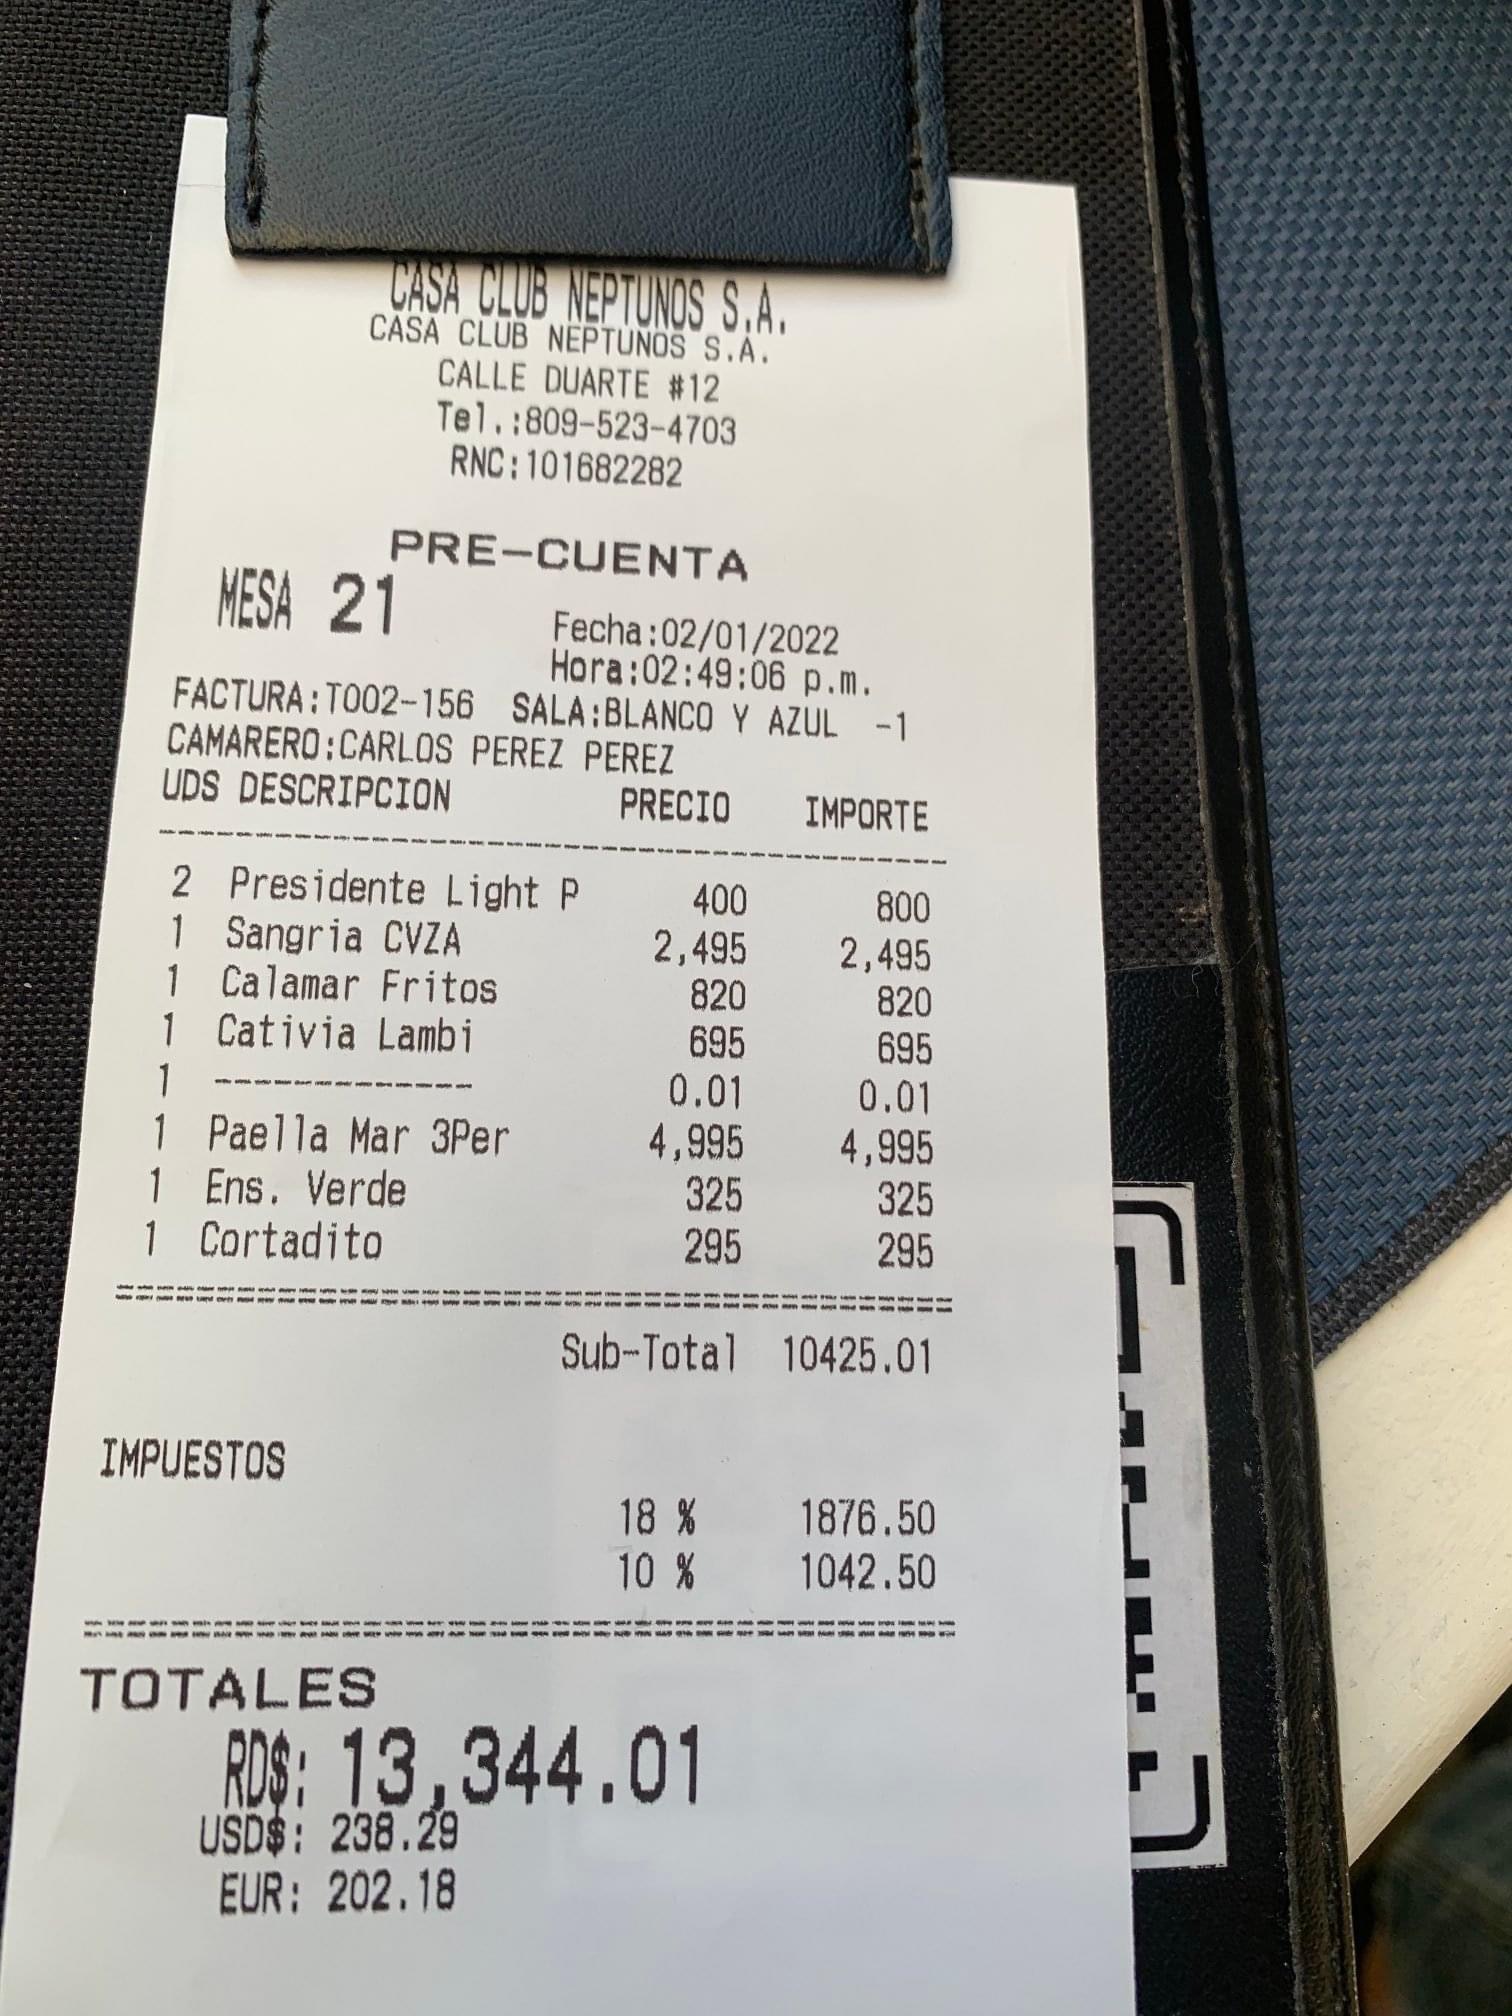 CASA CLUB NEPTUNOS S.A.
CASA CLUB NEPTUNOS S.A.
CALLE DUARTE #12
Tel.:809-523-4703
RNC:101682282
PRE-CUENTA
MESA 21
Fecha:02/01/2022
Hora:02:49:06 p.m.
FACTURA:T002-156 SALA:BLANCO Y AZUL -1
CAMARERO:CARLOS PEREZ PEREZ
UDS DESCRIPCION PRECIO IMPORTE
2 Presidente Light P 400 800
1 Sangria CVZA 2,495 2,495
1 Calamar Fritos 820 820
1 Cativia Lambi 695 695
1 --------------- 0.01 0.01
1 Paella Mar 3Per 4,995 4,995
1 Ens. Verde 325 325
1 Cortadito 295 295
Sub-Total 10425.01
IMPUESTOS
18 % 1876.50
10 % 1042.50
TOTALES
RD$: 13,344.01
USD$: 238.29
EUR: 202.18